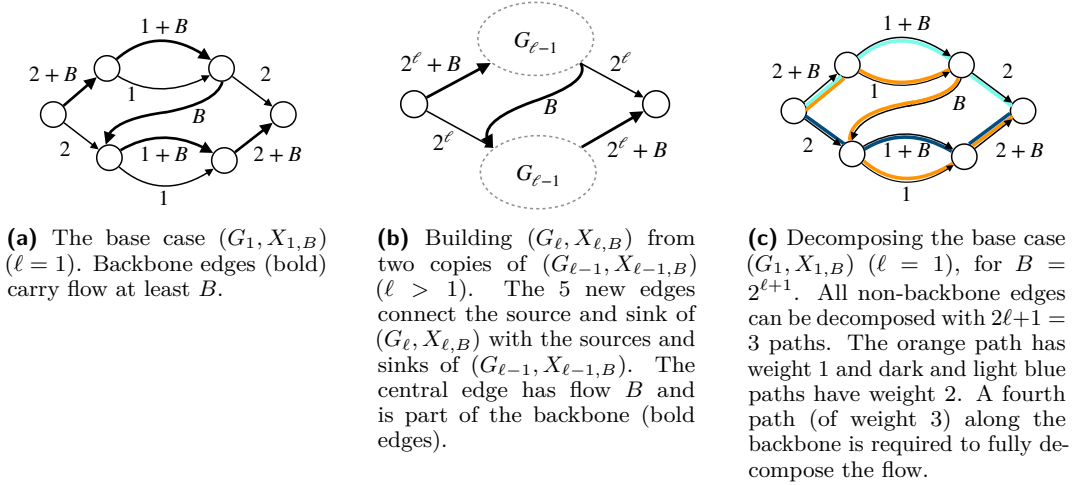 1 + B
2 + B
1
2
B
2
1 + B
2 + B
1
G_{ℓ−1}
2^ℓ + B
2^ℓ
B
2^ℓ
2^ℓ + B
G_{ℓ−1}
1 + B
2 + B
1
2
B
2
1 + B
2 + B
1
(a) The base case (G_1, X_{1,B})
(ℓ = 1). Backbone edges (bold)
carry flow at least B.
(b) Building (G_ℓ, X_{ℓ,B}) from
two copies of (G_{ℓ−1}, X_{ℓ−1,B})
(ℓ > 1). The 5 new edges
connect the source and sink of
(G_ℓ, X_{ℓ,B}) with the sources and
sinks of (G_{ℓ−1}, X_{ℓ−1,B}). The
central edge has flow B and
is part of the backbone (bold
edges).
(c) Decomposing the base case
(G_1, X_{1,B}) (ℓ = 1), for B =
2^{ℓ+1}. All non-backbone edges
can be decomposed with 2ℓ+1 =
3 paths. The orange path has
weight 1 and dark and light blue
paths have weight 2. A fourth
path (of weight 3) along the
backbone is required to fully de-
compose the flow.